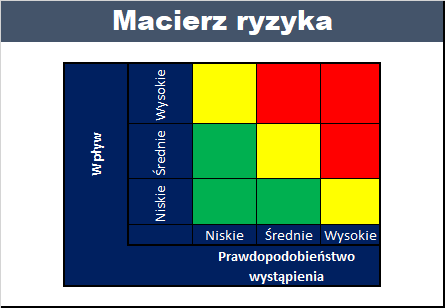 Macierz ryzyka
Wpływ
Wysokie
Średnie
Niskie
Niskie Średnie Wysokie
Prawdopodobieństwo
wystąpienia